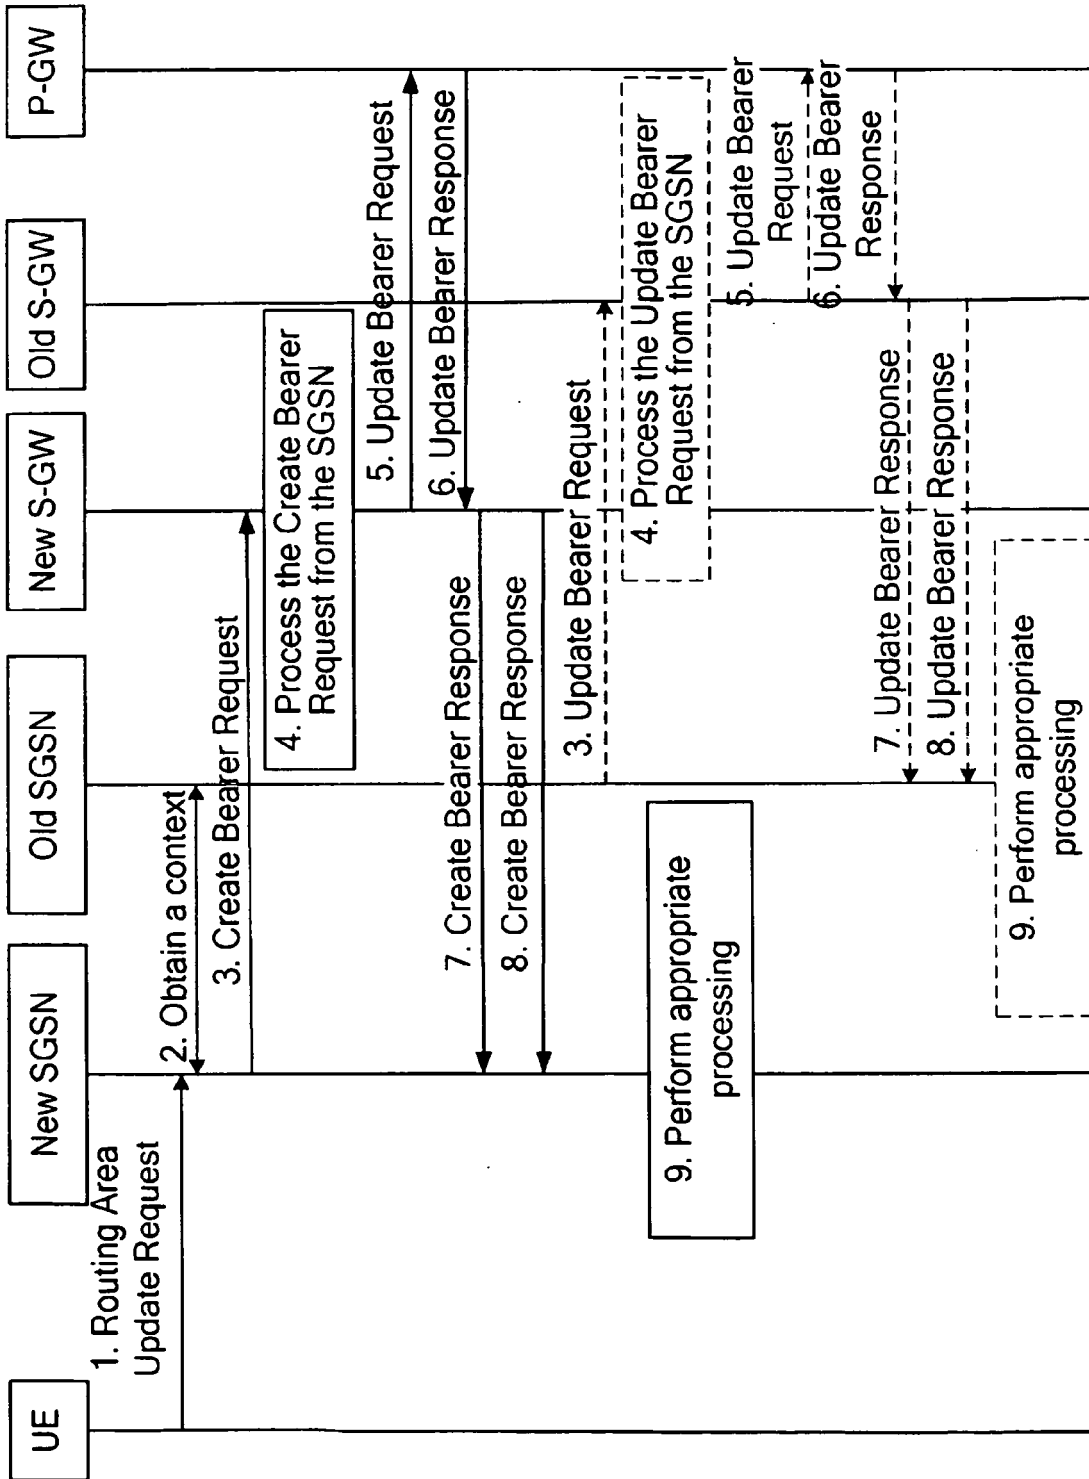 UE
New SGSN
Old SGSN
New S-GW
Old S-GW
P-GW
1. Routing Area
Update Request
2. Obtain a context
3. Create Bearer Request
4. Process the Create Bearer
Request from the SGSN
5. Update Bearer Request
6. Update Bearer Response
7. Create Bearer Response
8. Create Bearer Response
3. Update Bearer Request
9. Perform appropriate
processing
4. Process the Update Bearer
Request from the SGSN
5. Update Bearer
Request
6. Update Bearer
Response
7. Update Bearer Response
8. Update Bearer Response
9. Perform appropriate
processing